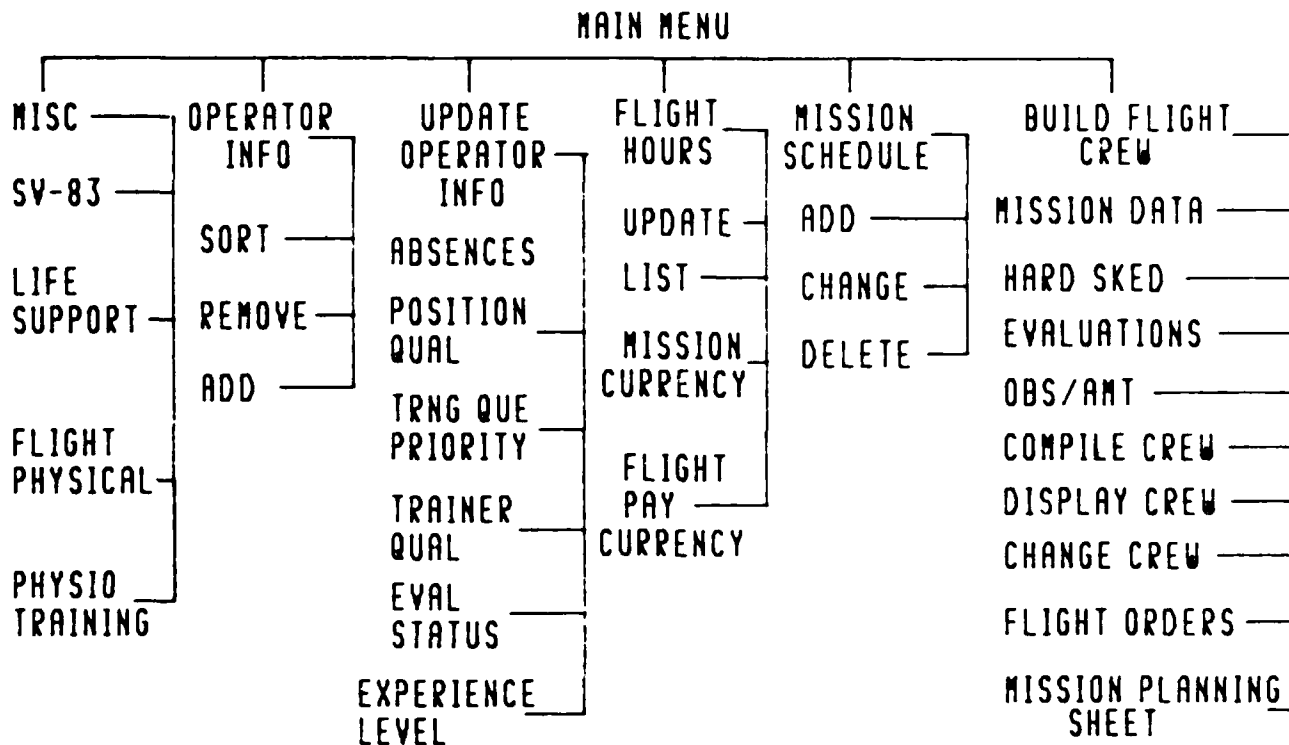 MAIN MENU
MISC
SV-83
LIFE
SUPPORT
FLIGHT
PHYSICAL
PHYSIO
TRAINING
OPERATOR
INFO
SORT
REMOVE
ADD
UPDATE
OPERATOR
INFO
ABSENCES
POSITION
QUAL
TRNG QUE
PRIORITY
TRAINER
QUAL
EVAL
STATUS
EXPERIENCE
LEVEL
FLIGHT
HOURS
UPDATE
LIST
MISSION
CURRENCY
FLIGHT
PAY
CURRENCY
MISSION
SCHEDULE
ADD
CHANGE
DELETE
BUILD FLIGHT
CREW
MISSION DATA
HARD SKED
EVALUATIONS
OBS/AMT
COMPILE CREW
DISPLAY CREW
CHANGE CREW
FLIGHT ORDERS
MISSION PLANNING
SHEET